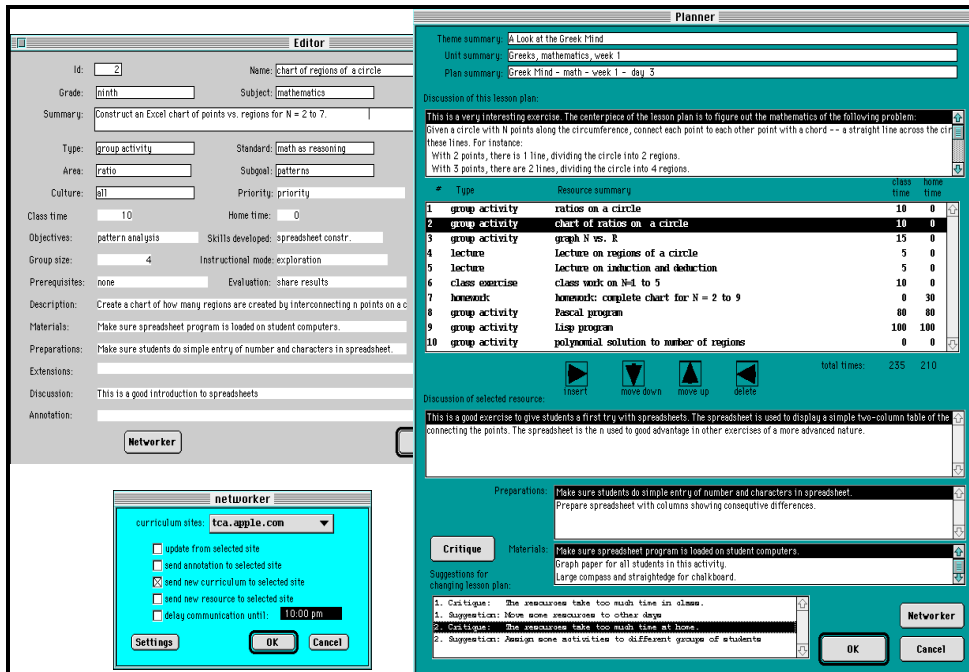 Editor
Id: 2 Name: chart of regions of a circle
Grade: ninth Subject: mathematics
Summary: Construct an Excel chart of points vs. regions for N = 2 to 7.
Type: group activity Standard: math as reasoning
Area: ratio Subgoal: patterns
Culture: all Priority: priority
Class time 10 Home time: 0
Objectives: pattern analysis Skills developed: spreadsheet constr.
Group size: 4 Instructional mode: exploration
Prerequisites: none Evaluation: share results
Description: Create a chart of how many regions are created by interconnecting n points on a c
Materials: Make sure spreadsheet program is loaded on student computers.
Preparations: Make sure students do simple entry of number and characters in spreadsheet.
Extensions:
Discussion: This is a good introduction to spreadsheets
Annotation:
Networker
networker
curriculum sites: tca.apple.com
update from selected site
send annotation to selected site
send new curriculum to selected site
send new resource to selected site
delay communication until: 10:00 pm
Settings OK Cancel
Planner
Theme summary: A Look at the Greek Mind
Unit summary: Greeks, mathematics, week 1
Plan summary: Greek Mind - math - week 1 - day 3
Discussion of this lesson plan:
This is a very interesting exercise. The centerpiece of the lesson plan is to figure out the mathematics of the following problem:
Given a circle with N points along the circumference, connect each point to each other point with a chord -- a straight line across the cir
these lines. For instance:
With 2 points, there is 1 line, dividing the circle into 2 regions.
With 3 points, there are 2 lines, dividing the circle into 4 regions.
# Type Resource summary class time home time
1 group activity ratios on a circle 10 0
2 group activity chart of ratios on a circle 10 0
3 group activity graph N vs. R 15 0
4 lecture Lecture on regions of a circle 5 0
5 lecture Lecture on induction and deduction 5 0
6 class exercise class work on N=1 to 5 10 0
7 homework homework: complete chart for N = 2 to 9 0 30
8 group activity Pascal program 80 80
9 group activity Lisp program 100 100
10 group activity polynomial solution to number of regions 0 0
total times: 235 210
insert move down move up delete
Discussion of selected resource:
This is a good exercise to give students a first try with spreadsheets. The spreadsheet is used to display a simple two-column table of the
connecting the points. The spreadsheet is the n used to good advantage in other exercises of a more advanced nature.
Preparations: Make sure students do simple entry of number and characters in spreadsheet.
Prepare spreadsheet with columns showing consequtive differences.
Critique
Materials: Make sure spreadsheet program is loaded on student computers.
Graph paper for all students in this activity.
Large compass and straightedge for chalkboard.
Suggestions for
changing lesson plan:
1. Critique: The resources take too much time in class.
1. Suggestion: Move some resources to other days
2. Critique: The resources take too much time at home.
2. Suggestion: Assign some activities to different groups of students
Networker
OK Cancel